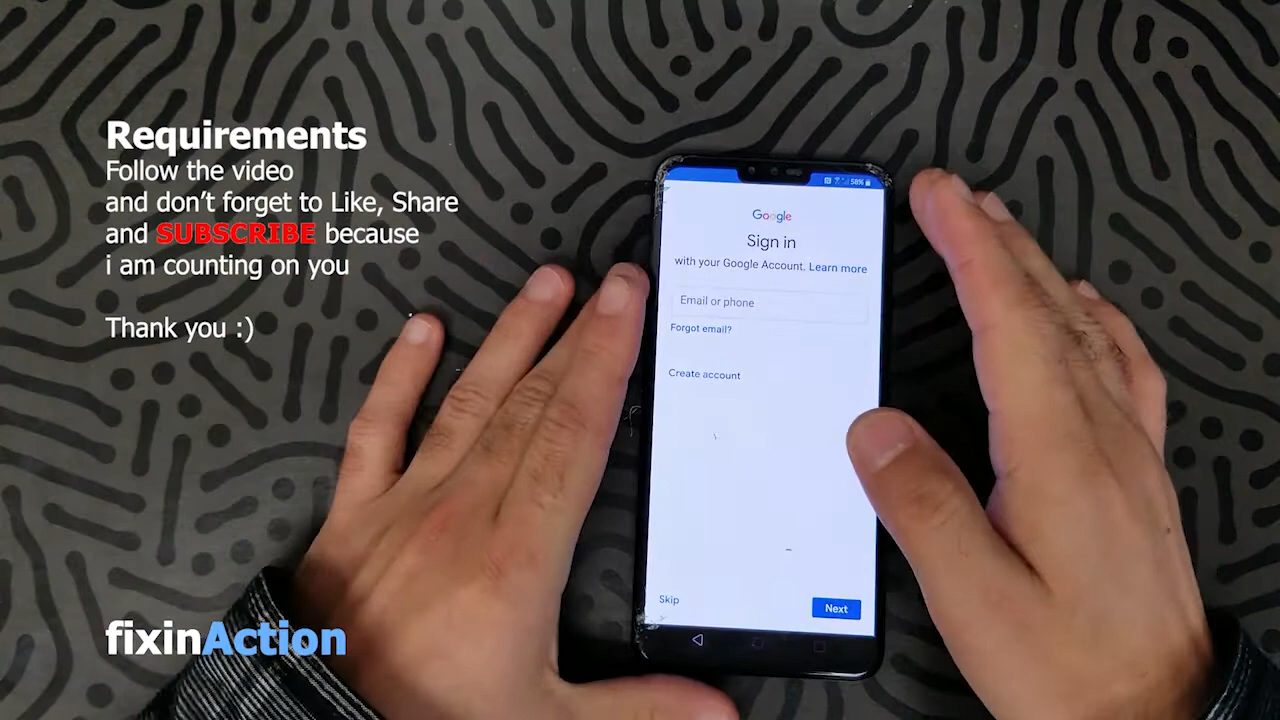 Requirements
Follow the video
and don't forget to Like, Share
and SUBSCRIBE because
i am counting on you
Thank you :)
fixinAction
58%
Google
Sign in
with your Google Account. Learn more
Email or phone
Forgot email?
Create account
Skip
Next